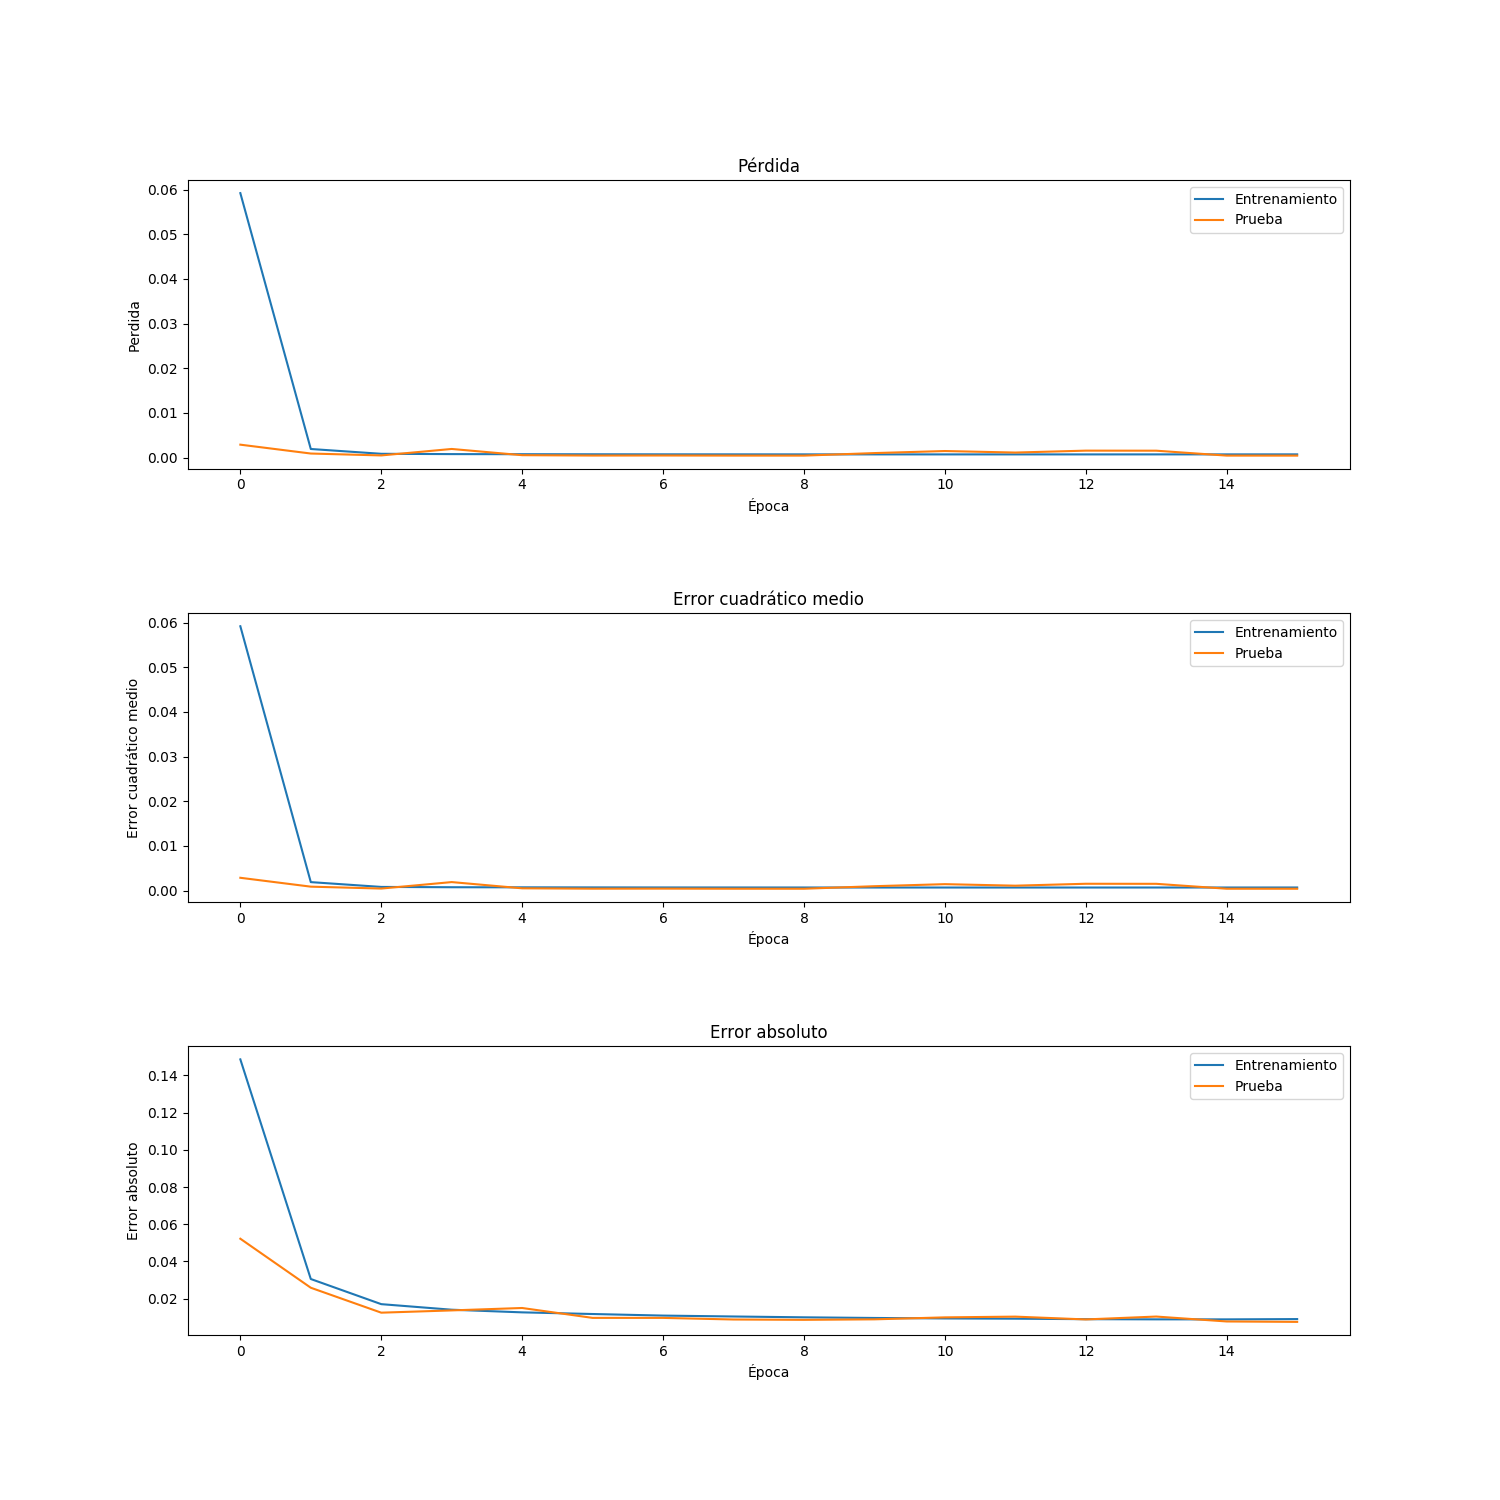 Pérdida
0.06
0.05
0.04
0.03
0.02
0.01
0.00
Perdida
Entrenamiento
Prueba
0 2 4 6 8 10 12 14
Época
Error cuadrático medio
0.06
0.05
0.04
0.03
0.02
0.01
0.00
Error cuadrático medio
Entrenamiento
Prueba
0 2 4 6 8 10 12 14
Época
Error absoluto
0.14
0.12
0.10
0.08
0.06
0.04
0.02
Error absoluto
Entrenamiento
Prueba
0 2 4 6 8 10 12 14
Época